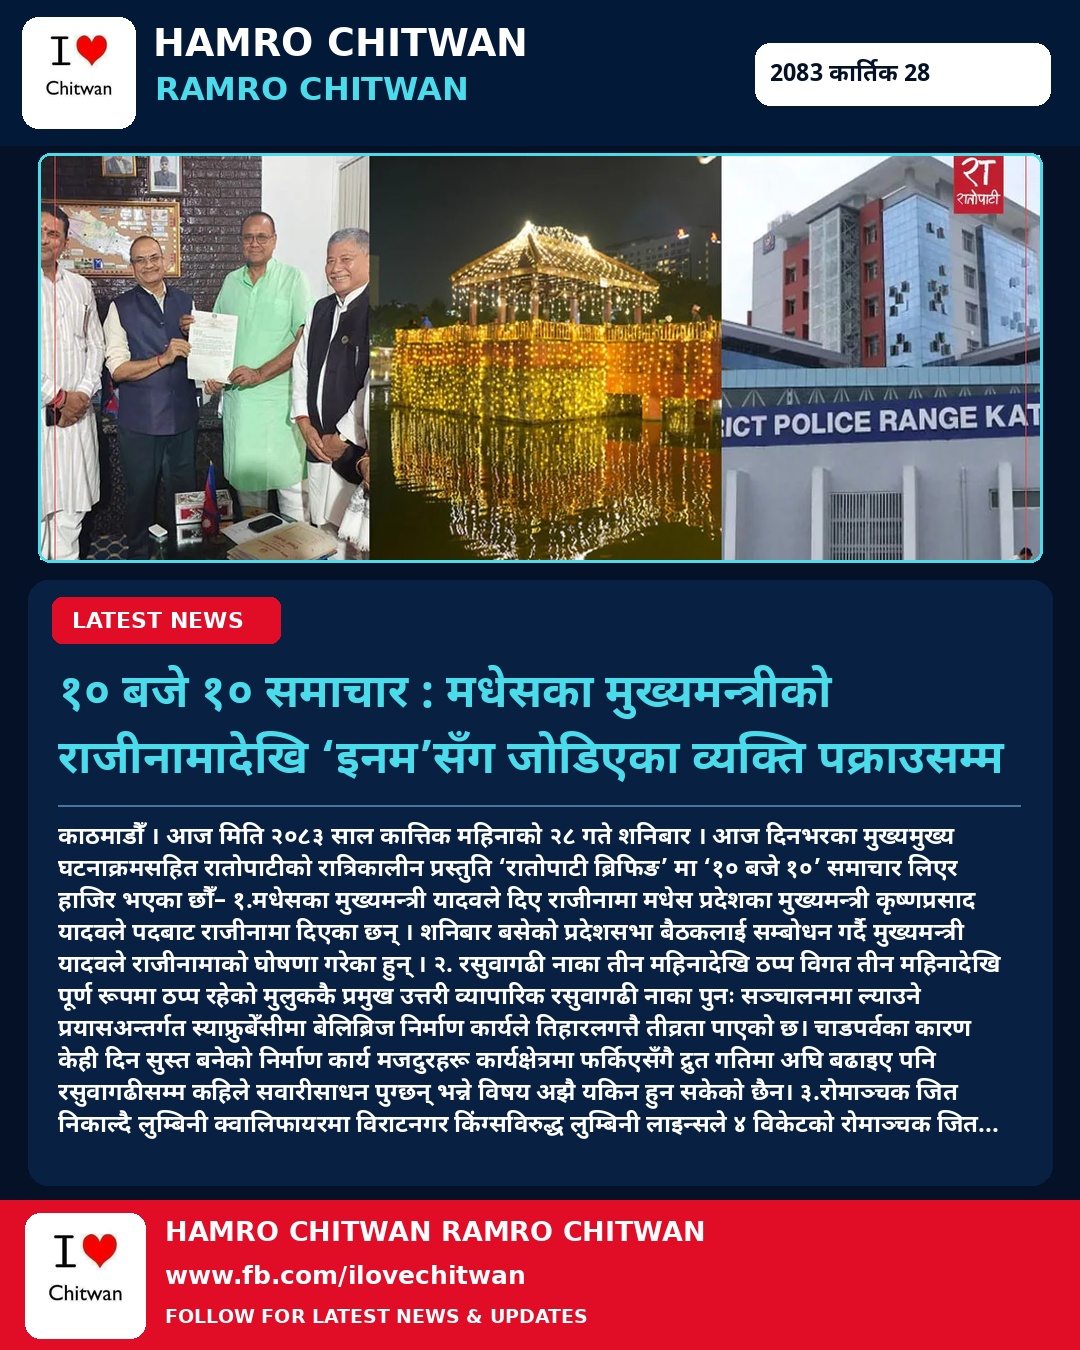 I ❤ Chitwan
HAMRO CHITWAN
RAMRO CHITWAN
2083 कार्तिक 28
रातोपाटी
RICT POLICE RANGE KAT
LATEST NEWS
१० बजे १० समाचार : मधेसका मुख्यमन्त्रीको
राजीनामादेखि ‘इनम’सँग जोडिएका व्यक्ति पक्राउसम्म
काठमाडौँ । आज मिति २०८३ साल कात्तिक महिनाको २८ गते शनिबार । आज दिनभरका मुख्यमुख्य
घटनाक्रमसहित रातोपाटीको रात्रिकालीन प्रस्तुति ‘रातोपाटी ब्रिफिङ’ मा ‘१० बजे १०’ समाचार लिएर
हाजिर भएका छौँ– १.मधेसका मुख्यमन्त्री यादवले दिए राजीनामा मधेस प्रदेशका मुख्यमन्त्री कृष्णप्रसाद
यादवले पदबाट राजीनामा दिएका छन् । शनिबार बसेको प्रदेशसभा बैठकलाई सम्बोधन गर्दै मुख्यमन्त्री
यादवले राजीनामाको घोषणा गरेका हुन् । २. रसुवागढी नाका तीन महिनादेखि ठप्प विगत तीन महिनादेखि
पूर्ण रूपमा ठप्प रहेको मुलुककै प्रमुख उत्तरी व्यापारिक रसुवागढी नाका पुनः सञ्चालनमा ल्याउने
प्रयासअन्तर्गत स्याफ्रुबेँसीमा बेलिब्रिज निर्माण कार्यले तिहारलगत्तै तीव्रता पाएको छ। चाडपर्वका कारण
केही दिन सुस्त बनेको निर्माण कार्य मजदुरहरू कार्यक्षेत्रमा फर्किएसँगै द्रुत गतिमा अघि बढाइए पनि
रसुवागढीसम्म कहिले सवारीसाधन पुग्छन् भन्ने विषय अझै यकिन हुन सकेको छैन। ३.रोमाञ्चक जित
निकाल्दै लुम्बिनी क्वालिफायरमा विराटनगर किंग्सविरुद्ध लुम्बिनी लाइन्सले ४ विकेटको रोमाञ्चक जित...
I ❤ Chitwan
HAMRO CHITWAN RAMRO CHITWAN
www.fb.com/ilovechitwan
FOLLOW FOR LATEST NEWS & UPDATES